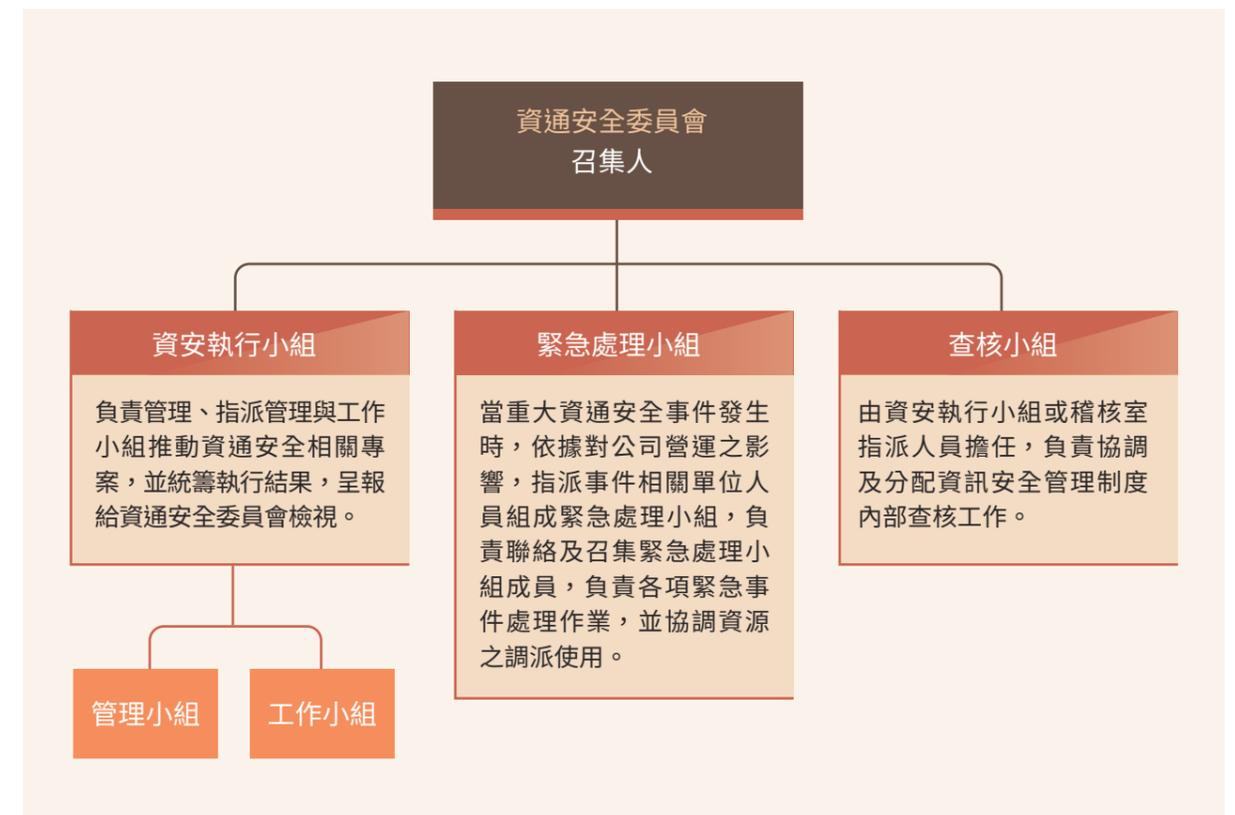 資通安全委員會
召集人
資安執行小組
負責管理、指派管理與工作
小組推動資通安全相關專
案，並統籌執行結果，呈報
給資通安全委員會檢視。
管理小組
工作小組
緊急處理小組
當重大資通安全事件發生
時，依據對公司營運之影
響，指派事件相關單位人
員組成緊急處理小組，負
責聯絡及召集緊急處理小
組成員，負責各項緊急事
件處理作業，並協調資源
之調派使用。
查核小組
由資安執行小組或稽核室
指派人員擔任，負責協調
及分配資訊安全管理制度
內部查核工作。